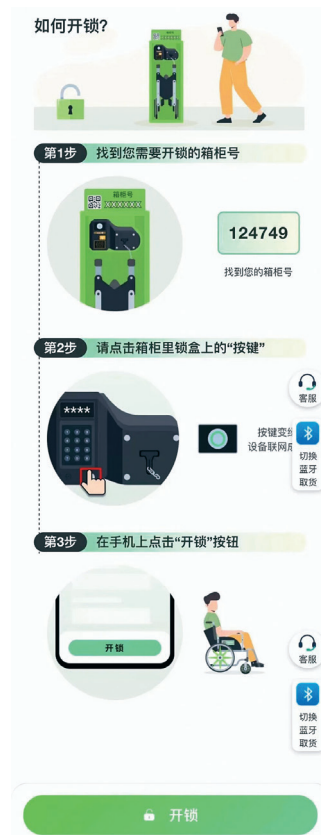 如何开锁?
第1步 找到您需要开锁的箱柜号
箱柜号
XXXXXXX
124749
找到您的箱柜号
第2步 请点击箱柜里锁盒上的“按键”
****
按键变
设备联网
客服
切换
蓝牙
取货
第3步 在手机上点击“开锁”按钮
开锁
客服
切换
蓝牙
取货
开锁